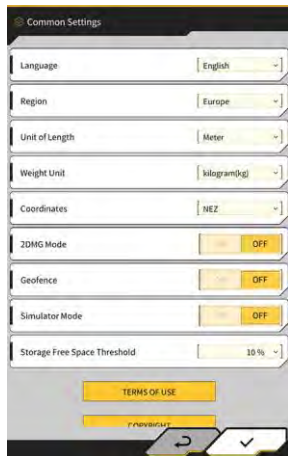 Common Settings
Language English
Region Europe
Unit of Length Meter
Weight Unit kilogram(kg)
Coordinates NEZ
2DMG Mode OFF
Geofence OFF
Simulator Mode OFF
Storage Free Space Threshold 10 %
TERMS OF USE
COPYRIGHT